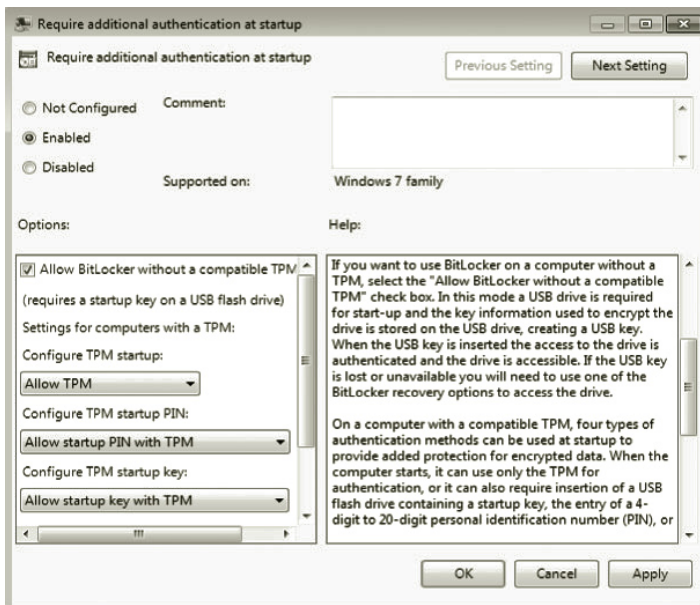 Require additional authentication at startup
Require additional authentication at startup
Previous Setting
Next Setting
Not Configured
Comment:
Enabled
Disabled
Supported on:
Windows 7 family
Options:
Help:
Allow BitLocker without a compatible TPM
(requires a startup key on a USB flash drive)
Settings for computers with a TPM:
Configure TPM startup:
Allow TPM
Configure TPM startup PIN:
Allow startup PIN with TPM
Configure TPM startup key:
Allow startup key with TPM
If you want to use BitLocker on a computer without a
TPM, select the "Allow BitLocker without a compatible
TPM" check box. In this mode a USB drive is required
for start-up and the key information used to encrypt the
drive is stored on the USB drive, creating a USB key.
When the USB key is inserted the access to the drive is
authenticated and the drive is accessible. If the USB key
is lost or unavailable you will need to use one of the
BitLocker recovery options to access the drive.
On a computer with a compatible TPM, four types of
authentication methods can be used at startup to
provide added protection for encrypted data. When the
computer starts, it can use only the TPM for
authentication, or it can also require insertion of a USB
flash drive containing a startup key, the entry of a 4-
digit to 20-digit personal identification number (PIN), or
OK
Cancel
Apply